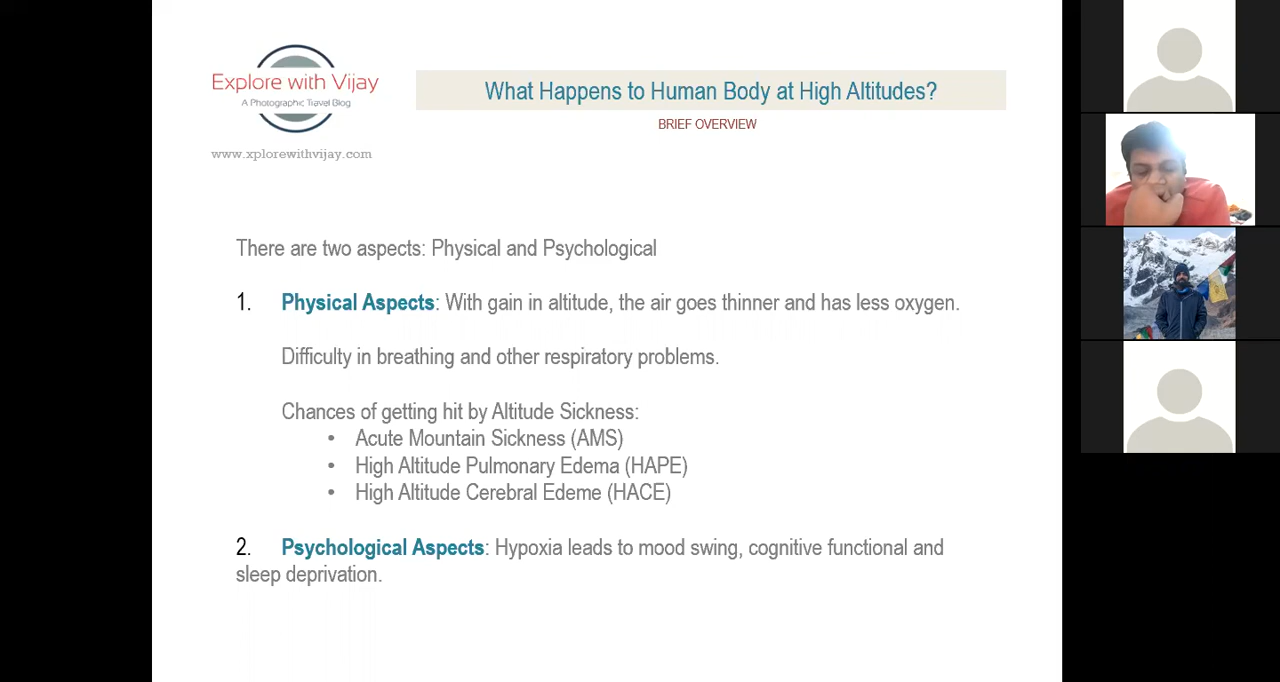 Explore with Vijay
A Photographic Travel Blog
www.xplorewithvijay.com
What Happens to Human Body at High Altitudes?
BRIEF OVERVIEW
There are two aspects: Physical and Psychological
1. Physical Aspects: With gain in altitude, the air goes thinner and has less oxygen.
Difficulty in breathing and other respiratory problems.
Chances of getting hit by Altitude Sickness:
• Acute Mountain Sickness (AMS)
• High Altitude Pulmonary Edema (HAPE)
• High Altitude Cerebral Edeme (HACE)
2. Psychological Aspects: Hypoxia leads to mood swing, cognitive functional and
sleep deprivation.